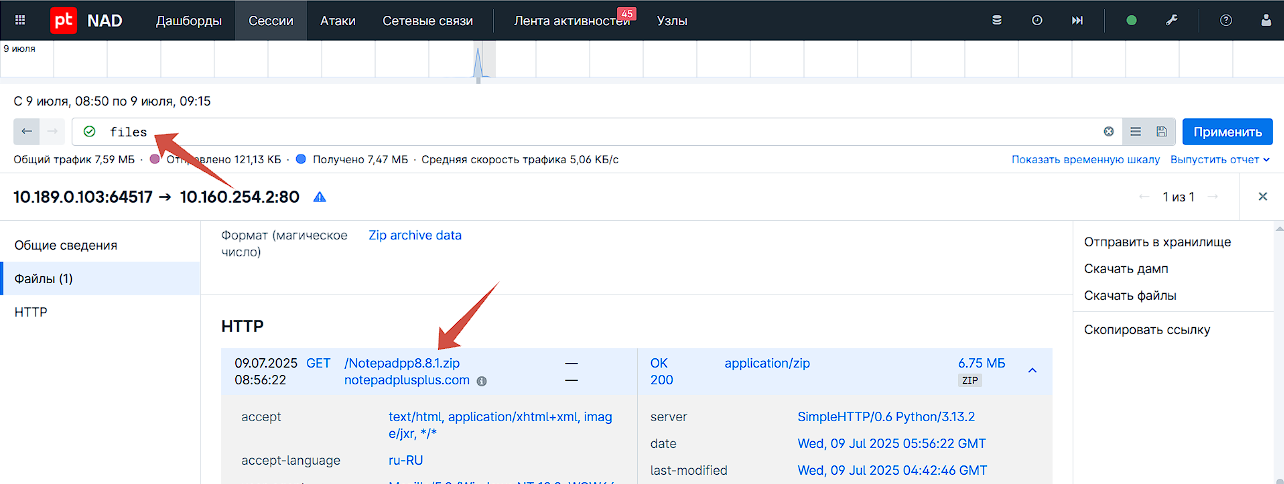 pt NAD Дашборды Сессии Атаки Сетевые связи Лента активностей 45 Узлы
9 июля
С 9 июля, 08:50 по 9 июля, 09:15
files
Применить
Общий трафик 7,59 МБ · Отправлено 121,13 КБ · Получено 7,47 МБ · Средняя скорость трафика 5,06 КБ/с
Показать временную шкалу Выпустить отчет
10.189.0.103:64517 → 10.160.254.2:80
1 из 1
Общие сведения
Файлы (1)
HTTP
Формат (магическое
число)
Zip archive data
HTTP
09.07.2025 GET /Notepadpp8.8.1.zip — OK application/zip 6.75 МБ
08:56:22 notepadplusplus.com — 200 ZIP
accept text/html, application/xhtml+xml, imag
e/jxr, */*
accept-language ru-RU
server SimpleHTTP/0.6 Python/3.13.2
date Wed, 09 Jul 2025 05:56:22 GMT
last-modified Wed, 09 Jul 2025 04:42:46 GMT
Отправить в хранилище
Скачать дамп
Скачать файлы
Скопировать ссылку